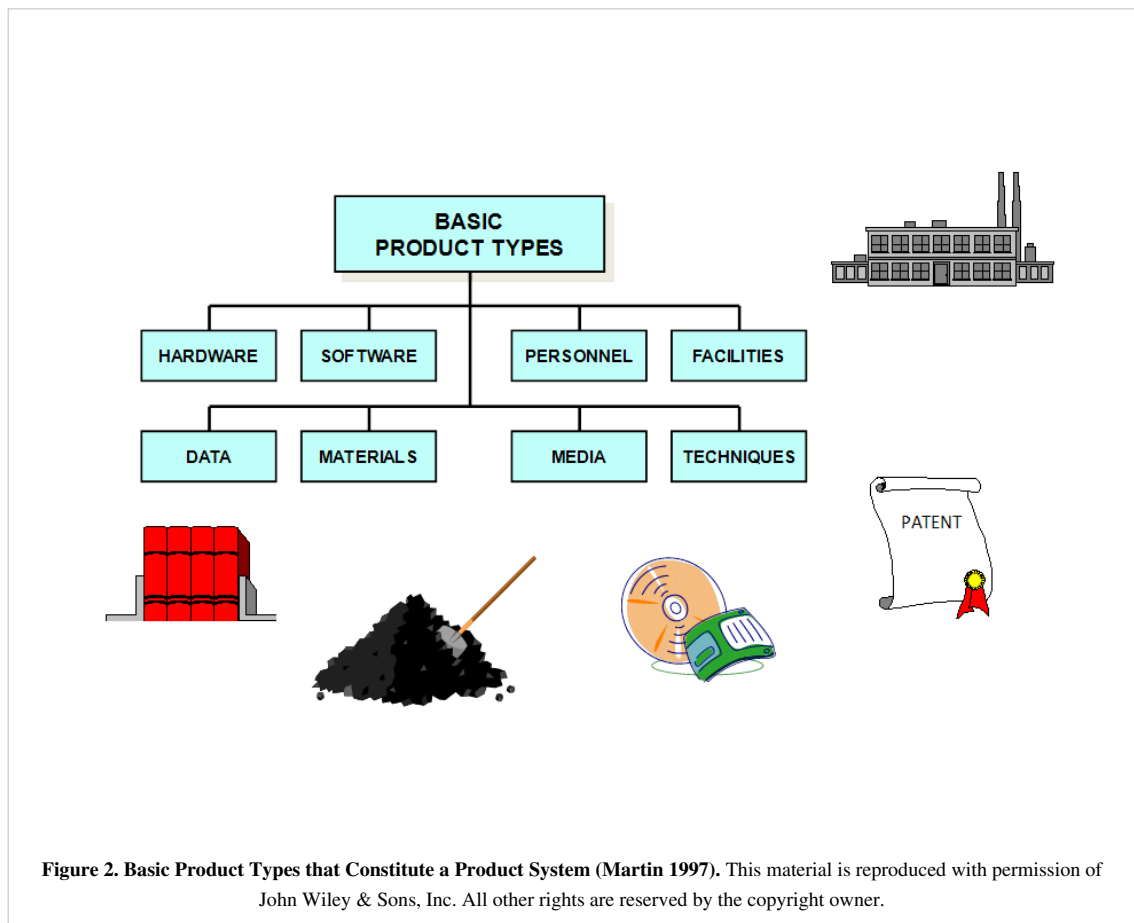 BASIC
PRODUCT TYPES
HARDWARE
SOFTWARE
PERSONNEL
FACILITIES
DATA
MATERIALS
MEDIA
TECHNIQUES
PATENT
Figure 2. Basic Product Types that Constitute a Product System (Martin 1997). This material is reproduced with permission of
John Wiley & Sons, Inc. All other rights are reserved by the copyright owner.